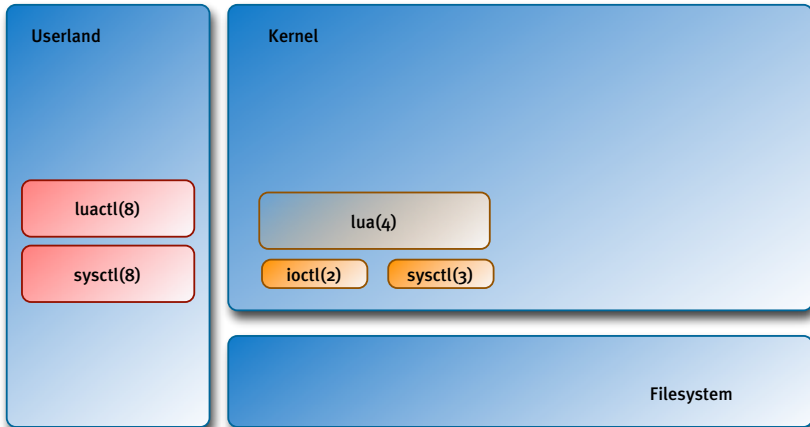 Userland
Kernel
luactl(8)
lua(4)
sysctl(8)
ioctl(2)
sysctl(3)
Filesystem